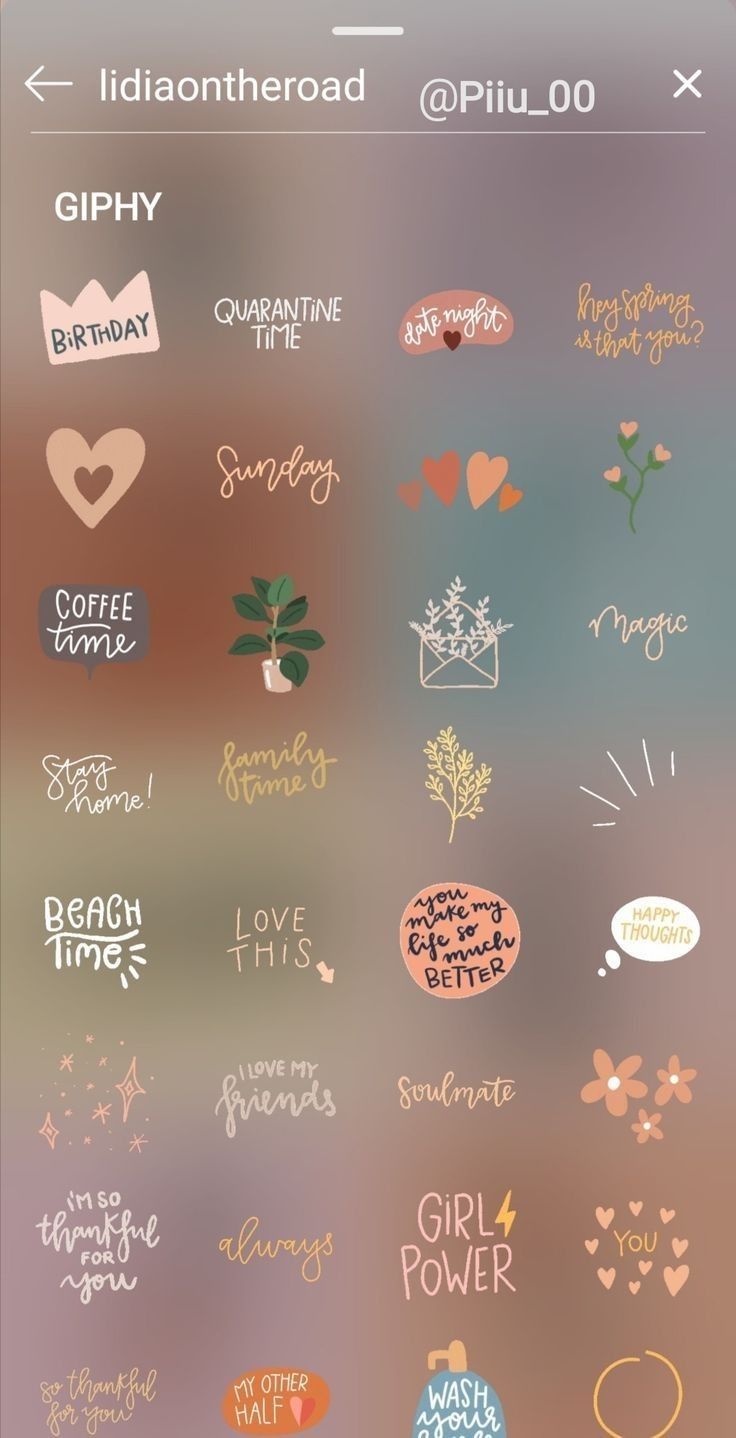 lidiaontheroad
@Piiu_00
GIPHY
BiRTHDAY
QUARANTiNE
TiME
date night
hey spring
is that you?
Sunday
COFFEE
time
magic
Stay
home!
family
time
BEACH
Time
LOVE
THiS
you
make my
life so
much
BETTER
HAPPY
THOUGHTS
I LOVE MY
friends
Soulmate
i'M SO
thankful
FOR
you
always
GiRL
POWER
YOU
so thankful
for you
MY OTHER
HALF
WASH
your